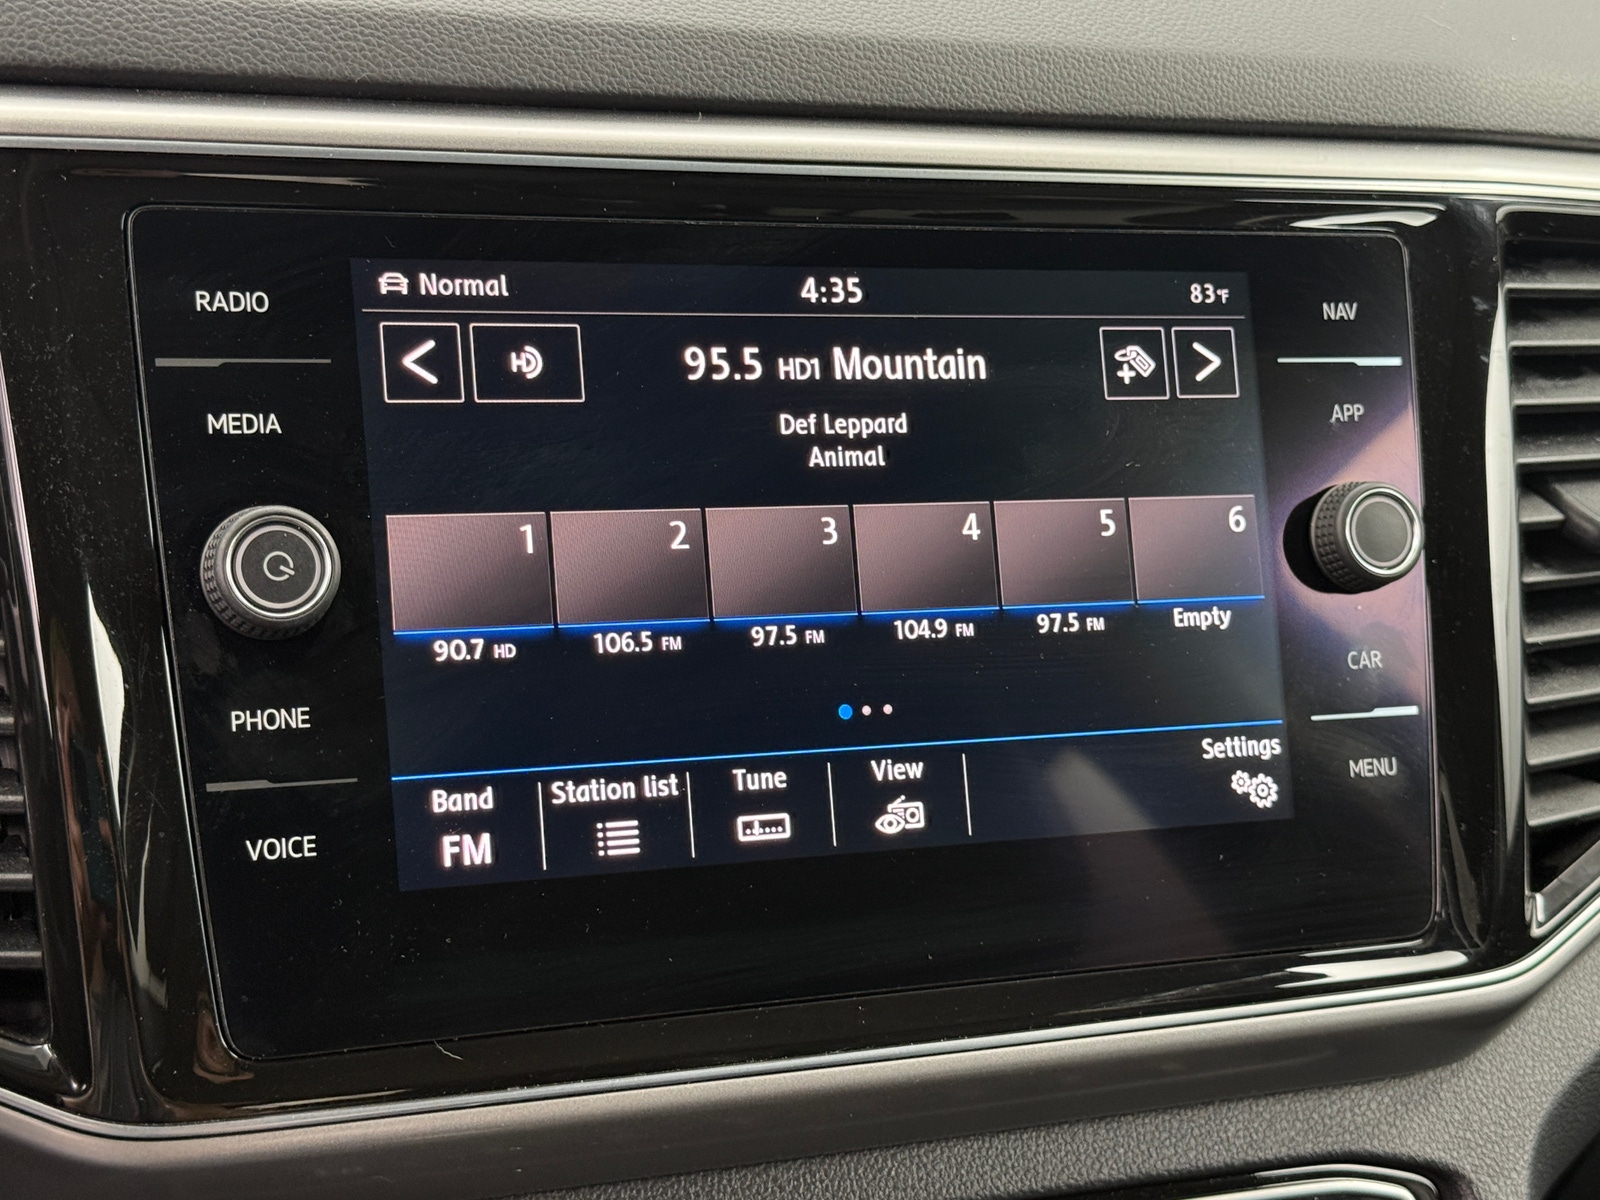 RADIO
MEDIA
PHONE
VOICE
Normal
4:35
83°F
HD
95.5 HD1 Mountain
Def Leppard
Animal
1
2
3
4
5
6
90.7 HD
106.5 FM
97.5 FM
104.9 FM
97.5 FM
Empty
Band
FM
Station list
Tune
View
Settings
NAV
APP
CAR
MENU